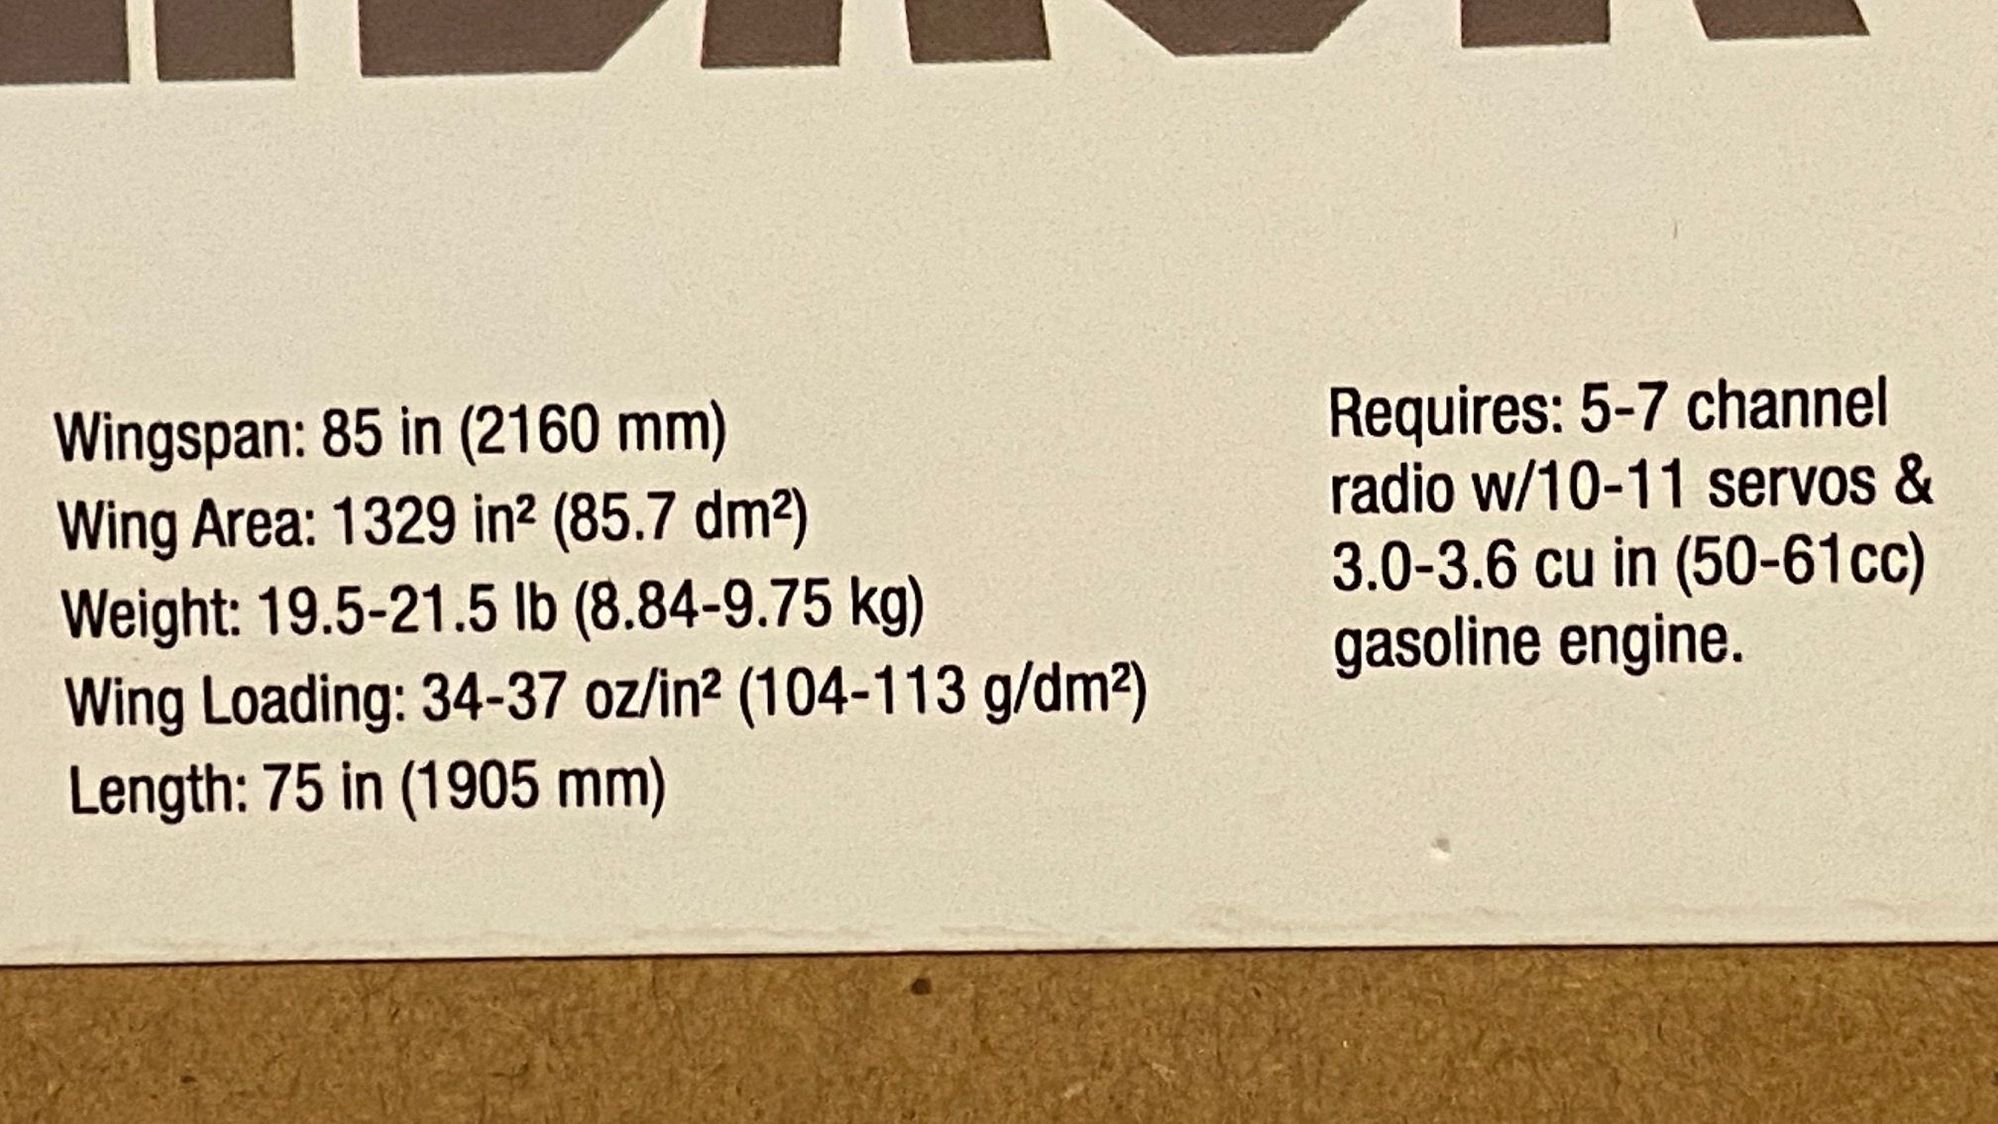 Wingspan: 85 in (2160 mm)
Wing Area: 1329 in² (85.7 dm²)
Weight: 19.5-21.5 lb (8.84-9.75 kg)
Wing Loading: 34-37 oz/in² (104-113 g/dm²)
Length: 75 in (1905 mm)
Requires: 5-7 channel
radio w/10-11 servos &
3.0-3.6 cu in (50-61cc)
gasoline engine.